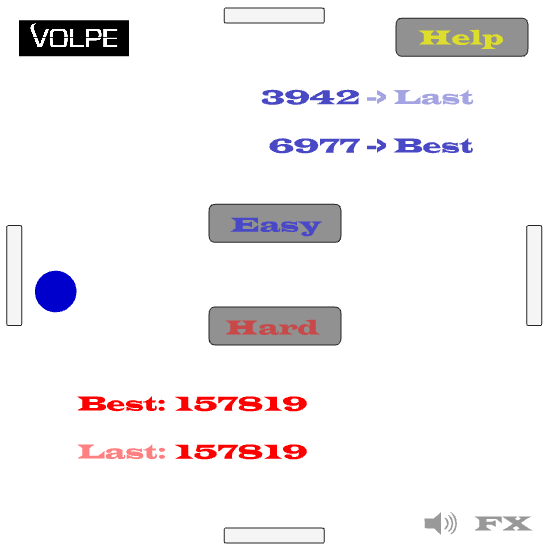 VOLPE
Help
3942 -> Last
6977 -> Best
Easy
Hard
Best: 157819
Last: 157819
FX